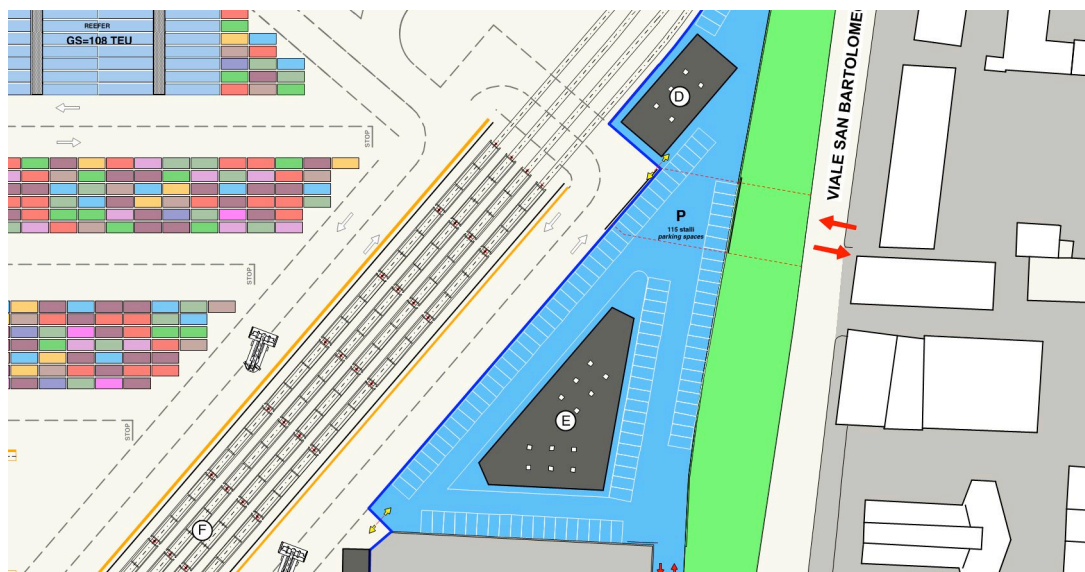 REEFER
GS=108 TEU
STOP
STOP
STOP
D
P
115 stalli
parking spaces
E
F
VIALE SAN BARTOLOME